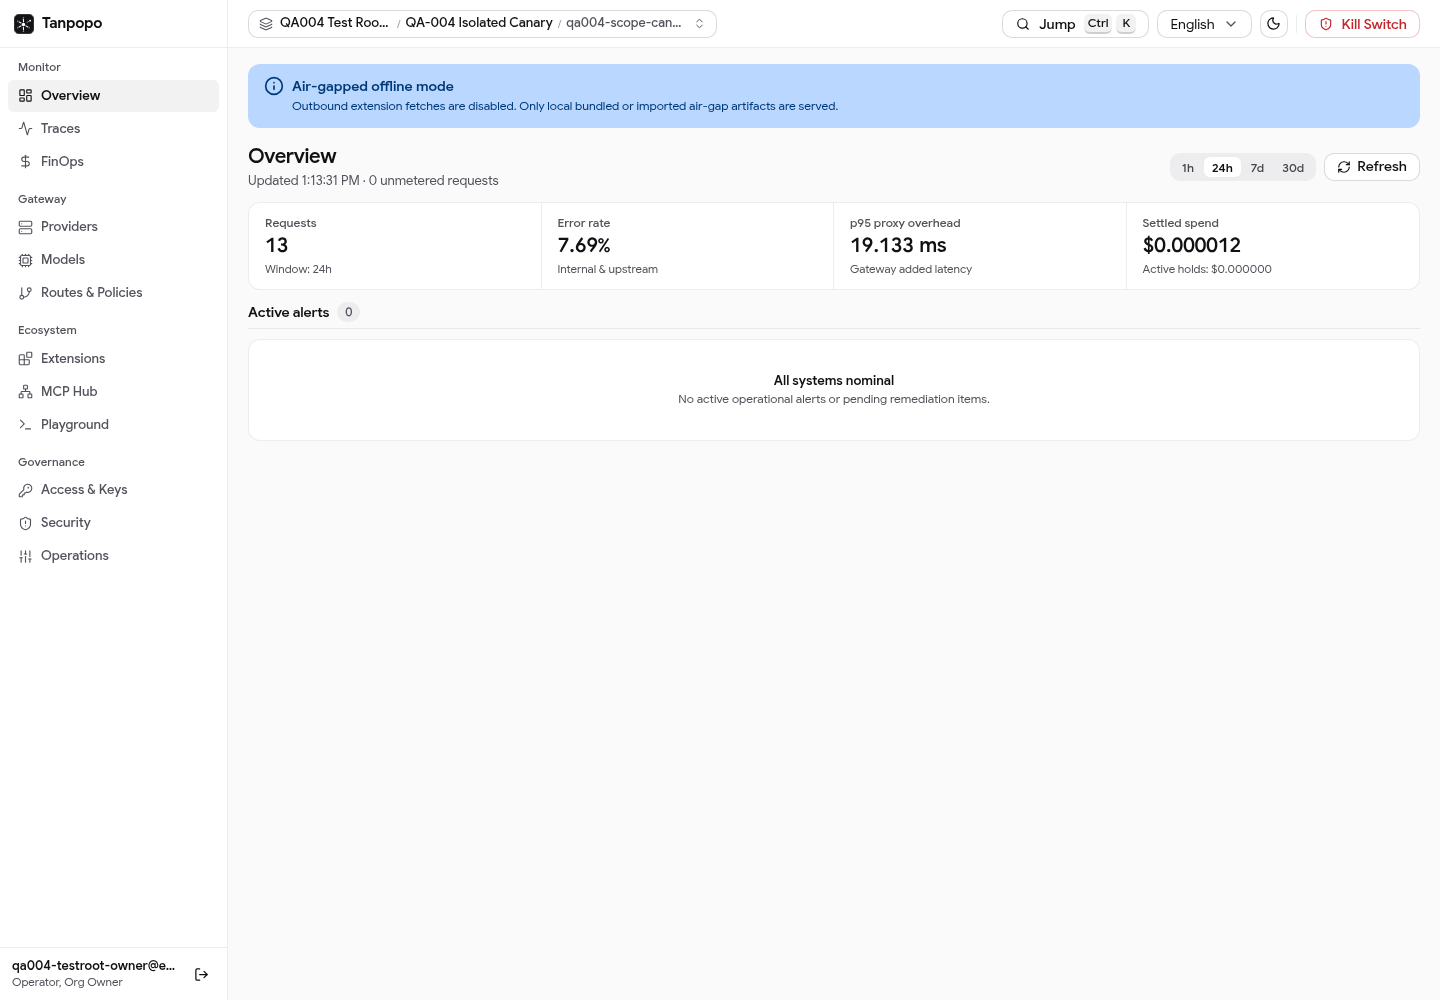 Tanpopo
QA004 Test Roo... / QA-004 Isolated Canary / qa004-scope-can...
Jump Ctrl K
English
Kill Switch
Monitor
Overview
Traces
FinOps
Gateway
Providers
Models
Routes & Policies
Ecosystem
Extensions
MCP Hub
Playground
Governance
Access & Keys
Security
Operations
qa004-testroot-owner@e...
Operator, Org Owner
Air-gapped offline mode
Outbound extension fetches are disabled. Only local bundled or imported air-gap artifacts are served.
Overview
Updated 1:13:31 PM · 0 unmetered requests
1h 24h 7d 30d
Refresh
Requests
13
Window: 24h
Error rate
7.69%
Internal & upstream
p95 proxy overhead
19.133 ms
Gateway added latency
Settled spend
$0.000012
Active holds: $0.000000
Active alerts 0
All systems nominal
No active operational alerts or pending remediation items.